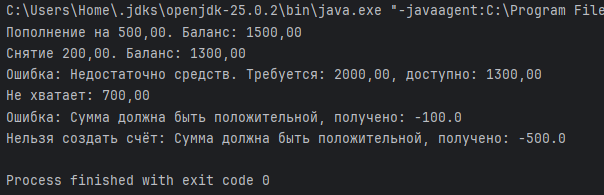 C:\Users\Home\.jdks\openjdk-25.0.2\bin\java.exe "-javaagent:C:\Program File
Пополнение на 500,00. Баланс: 1500,00
Снятие 200,00. Баланс: 1300,00
Ошибка: Недостаточно средств. Требуется: 2000,00, доступно: 1300,00
Не хватает: 700,00
Ошибка: Сумма должна быть положительной, получено: -100.0
Нельзя создать счёт: Сумма должна быть положительной, получено: -500.0
Process finished with exit code 0